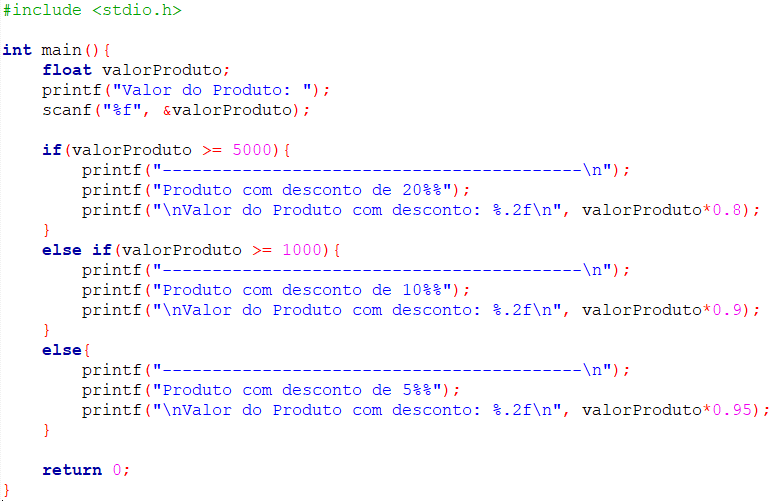 #include <stdio.h>

int main(){
    float valorProduto;
    printf("Valor do Produto: ");
    scanf("%f", &valorProduto);

    if(valorProduto >= 5000){
        printf("------------------------------------------\n");
        printf("Produto com desconto de 20%%");
        printf("\nValor do Produto com desconto: %.2f\n", valorProduto*0.8);
    }
    else if(valorProduto >= 1000){
        printf("------------------------------------------\n");
        printf("Produto com desconto de 10%%");
        printf("\nValor do Produto com desconto: %.2f\n", valorProduto*0.9);
    }
    else{
        printf("------------------------------------------\n");
        printf("Produto com desconto de 5%%");
        printf("\nValor do Produto com desconto: %.2f\n", valorProduto*0.95);
    }

    return 0;
}